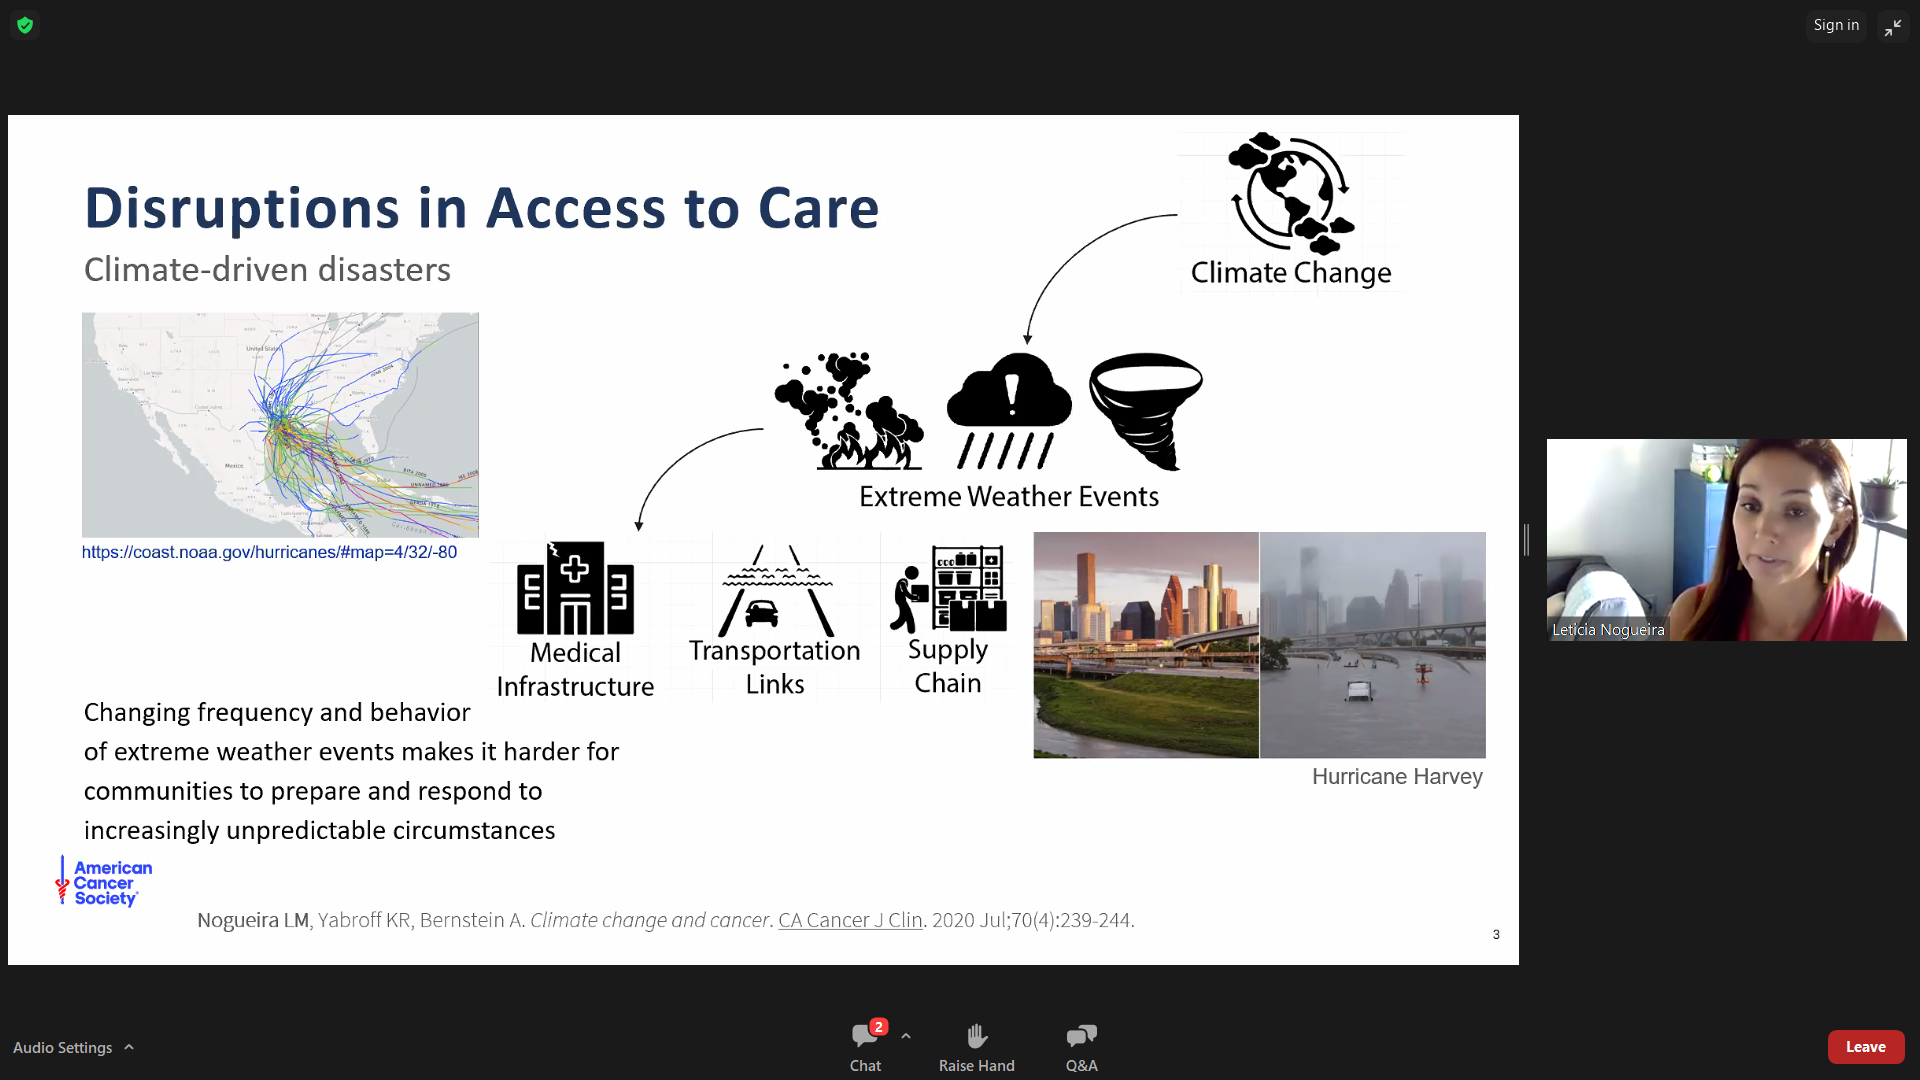 Sign in
Disruptions in Access to Care
Climate-driven disasters
Climate Change
Extreme Weather Events
United States
Mexico
https://coast.noaa.gov/hurricanes/#map=4/32/-80
Medical
Infrastructure
Transportation
Links
Supply
Chain
Hurricane Harvey
Changing frequency and behavior
of extreme weather events makes it harder for
communities to prepare and respond to
increasingly unpredictable circumstances
American
Cancer
Society
Nogueira LM, Yabroff KR, Bernstein A. Climate change and cancer. CA Cancer J Clin. 2020 Jul;70(4):239-244.
3
Leticia Nogueira
Audio Settings
2
Chat
Raise Hand
Q&A
Leave